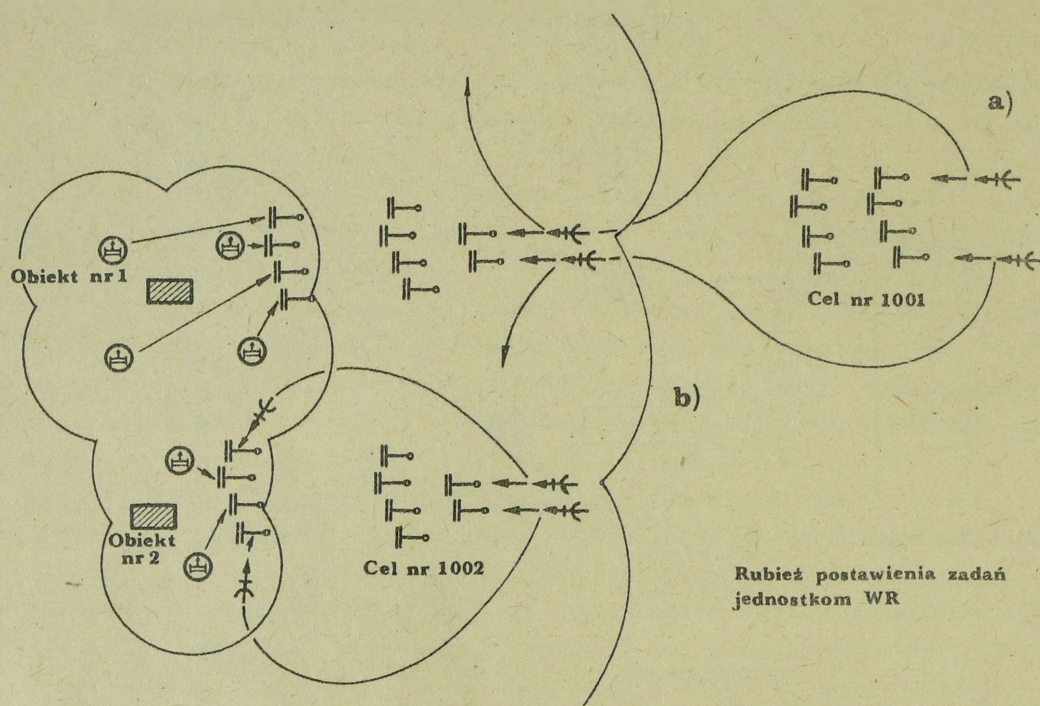 a)
Obiekt nr 1
Cel nr 1001
b)
Obiekt
nr 2
Cel nr 1002
Rubież postawienia zadań
jednostkom WR